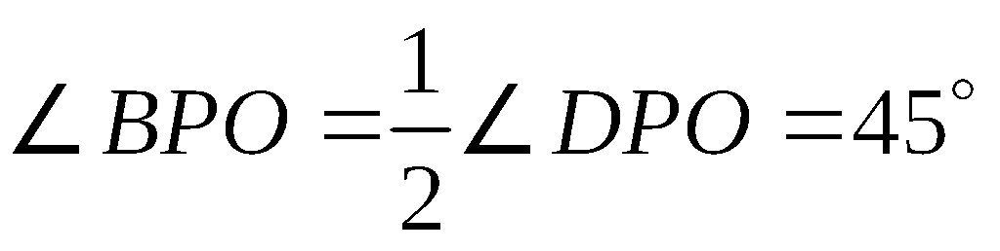 ∠BPO = 1/2 ∠DPO = 45°